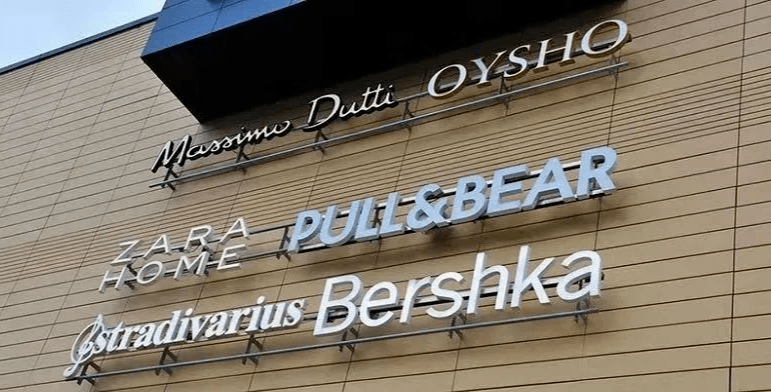 Massimo Dutti OYSHO
ZARA HOME PULL&BEAR
stradivarius Bershka